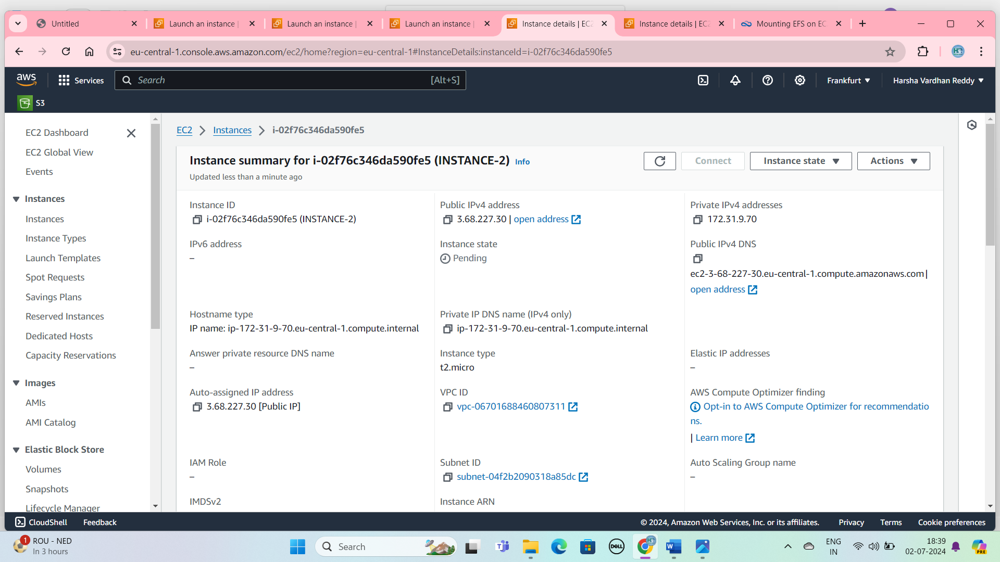 Untitled
Launch an instance |
Launch an instance |
Launch an instance |
Instance details | EC2
Instance details | EC2
Mounting EFS on EC
eu-central-1.console.aws.amazon.com/ec2/home?region=eu-central-1#InstanceDetails:instanceId=i-02f76c346da590fe5
aws
Services
Search
[Alt+S]
Frankfurt
Harsha Vardhan Reddy
S3
EC2 Dashboard
EC2 Global View
Events
Instances
Instances
Instance Types
Launch Templates
Spot Requests
Savings Plans
Reserved Instances
Dedicated Hosts
Capacity Reservations
Images
AMIs
AMI Catalog
Elastic Block Store
Volumes
Snapshots
Lifecycle Manager
EC2 > Instances > i-02f76c346da590fe5
Instance summary for i-02f76c346da590fe5 (INSTANCE-2) Info
Updated less than a minute ago
Connect
Instance state
Actions
Instance ID
i-02f76c346da590fe5 (INSTANCE-2)
Public IPv4 address
3.68.227.30 | open address
Private IPv4 addresses
172.31.9.70
IPv6 address
–
Instance state
Pending
Public IPv4 DNS
ec2-3-68-227-30.eu-central-1.compute.amazonaws.com |
open address
Hostname type
IP name: ip-172-31-9-70.eu-central-1.compute.internal
Private IP DNS name (IPv4 only)
ip-172-31-9-70.eu-central-1.compute.internal
Answer private resource DNS name
–
Instance type
t2.micro
Elastic IP addresses
–
Auto-assigned IP address
3.68.227.30 [Public IP]
VPC ID
vpc-06701688460807311
AWS Compute Optimizer finding
Opt-in to AWS Compute Optimizer for recommendatio
ns.
| Learn more
IAM Role
–
Subnet ID
subnet-04f2b2090318a85dc
Auto Scaling Group name
–
IMDSv2
Instance ARN
CloudShell
Feedback
© 2024, Amazon Web Services, Inc. or its affiliates.
Privacy
Terms
Cookie preferences
1
ROU - NED
In 3 hours
Search
DELL
ENG
IN
18:39
02-07-2024
PRE